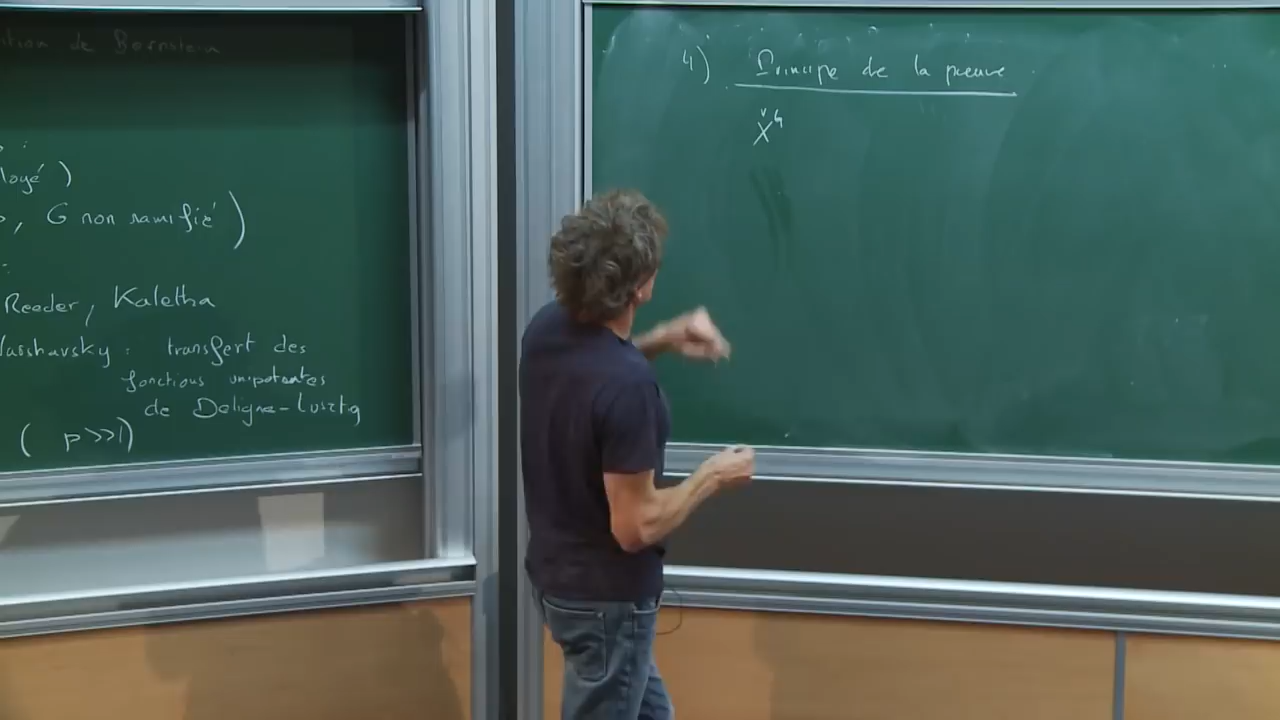 tion de Bernstein
:
loyé )
, G non ramifié )
Reeder, Kaletha
Varshavsky : transfert des
fonctions unipotentes
de Deligne-Lusztig
( p>>1)
4) Principe de la preuve
X